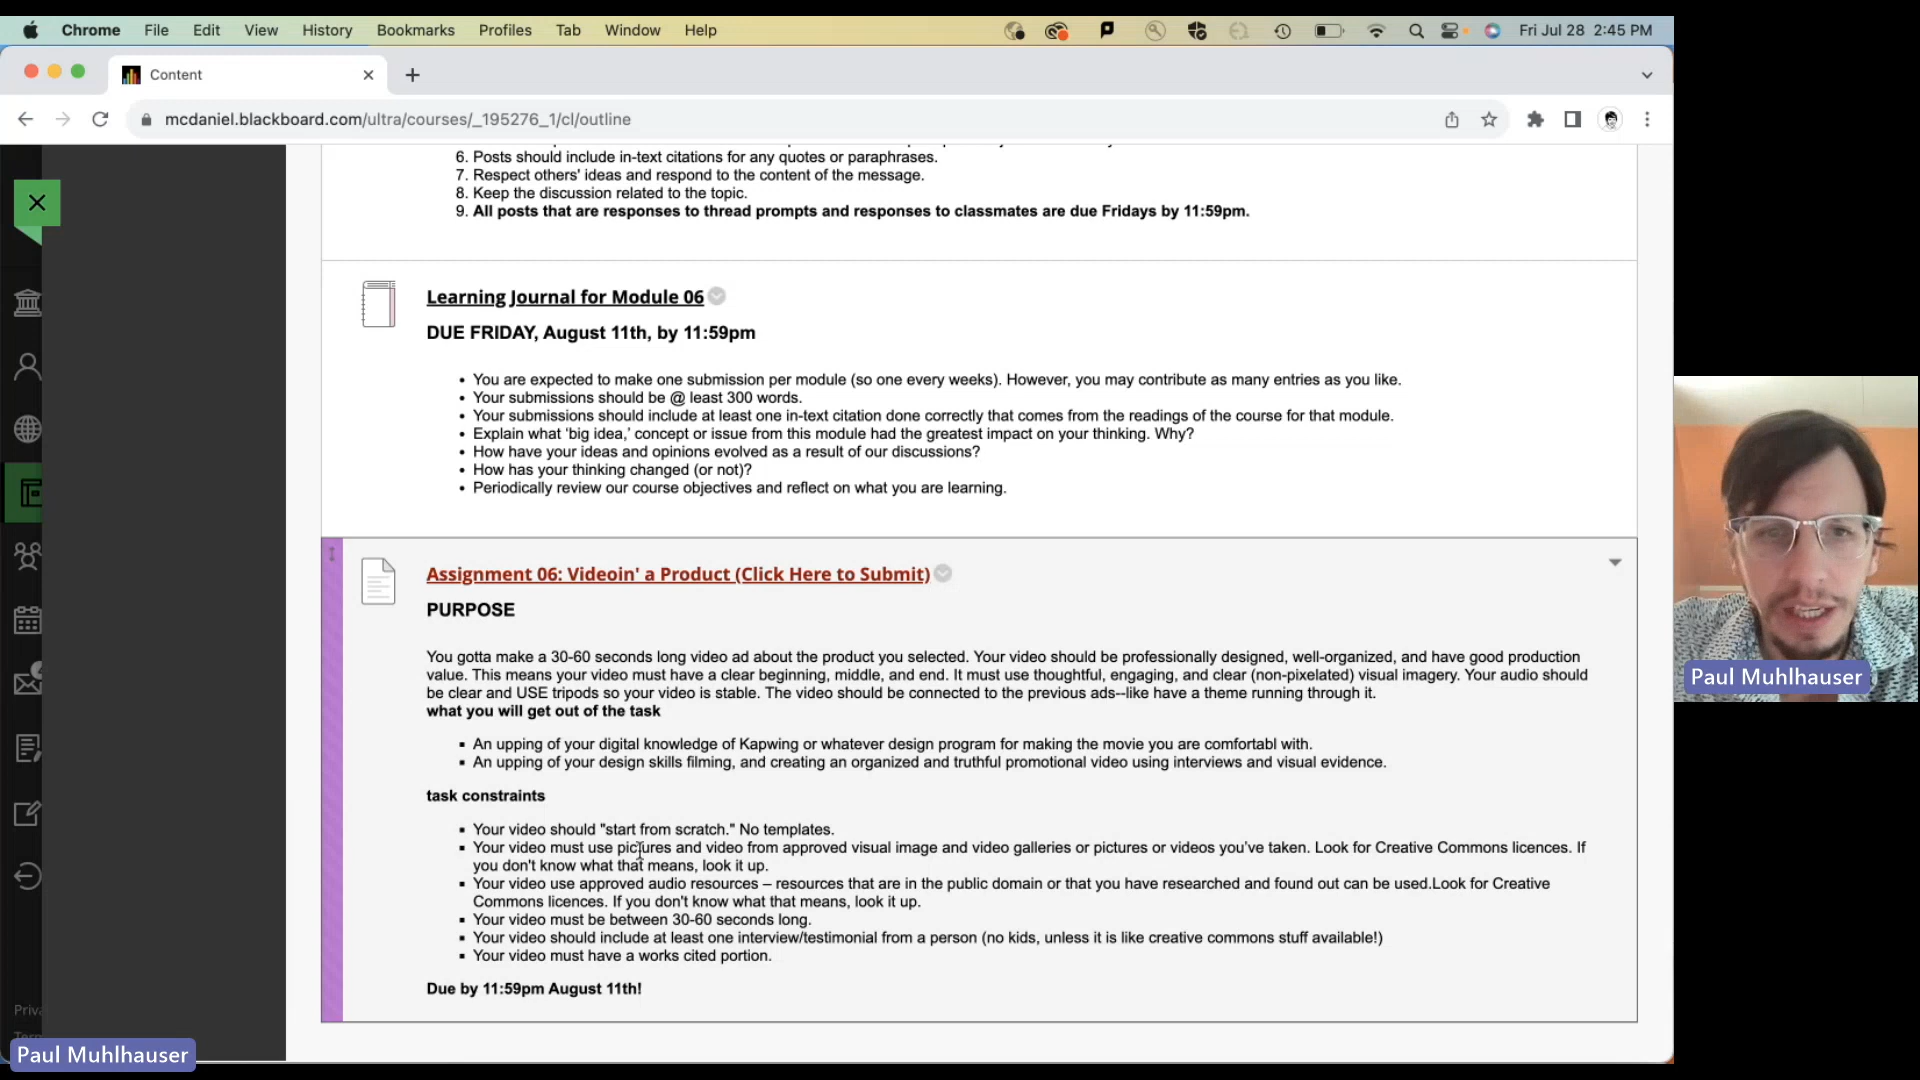 Chrome File Edit View History Bookmarks Profiles Tab Window Help Fri Jul 28 2:45 PM
Content
mcdaniel.blackboard.com/ultra/courses/_195276_1/cl/outline
6. Posts should include in-text citations for any quotes or paraphrases.
7. Respect others' ideas and respond to the content of the message.
8. Keep the discussion related to the topic.
9. All posts that are responses to thread prompts and responses to classmates are due Fridays by 11:59pm.
Learning Journal for Module 06
DUE FRIDAY, August 11th, by 11:59pm
• You are expected to make one submission per module (so one every weeks). However, you may contribute as many entries as you like.
• Your submissions should be @ least 300 words.
• Your submissions should include at least one in-text citation done correctly that comes from the readings of the course for that module.
• Explain what 'big idea,' concept or issue from this module had the greatest impact on your thinking. Why?
• How have your ideas and opinions evolved as a result of our discussions?
• How has your thinking changed (or not)?
• Periodically review our course objectives and reflect on what you are learning.
Assignment 06: Videoin' a Product (Click Here to Submit)
PURPOSE
You gotta make a 30-60 seconds long video ad about the product you selected. Your video should be professionally designed, well-organized, and have good production
value. This means your video must have a clear beginning, middle, and end. It must use thoughtful, engaging, and clear (non-pixelated) visual imagery. Your audio should
be clear and USE tripods so your video is stable. The video should be connected to the previous ads--like have a theme running through it.
what you will get out of the task
▪ An upping of your digital knowledge of Kapwing or whatever design program for making the movie you are comfortabl with.
▪ An upping of your design skills filming, and creating an organized and truthful promotional video using interviews and visual evidence.
task constraints
▪ Your video should "start from scratch." No templates.
▪ Your video must use pictures and video from approved visual image and video galleries or pictures or videos you've taken. Look for Creative Commons licences. If
you don't know what that means, look it up.
▪ Your video use approved audio resources – resources that are in the public domain or that you have researched and found out can be used.Look for Creative
Commons licences. If you don't know what that means, look it up.
▪ Your video must be between 30-60 seconds long.
▪ Your video should include at least one interview/testimonial from a person (no kids, unless it is like creative commons stuff available!)
▪ Your video must have a works cited portion.
Due by 11:59pm August 11th!
Priva
Paul Muhlhauser
Paul Muhlhauser